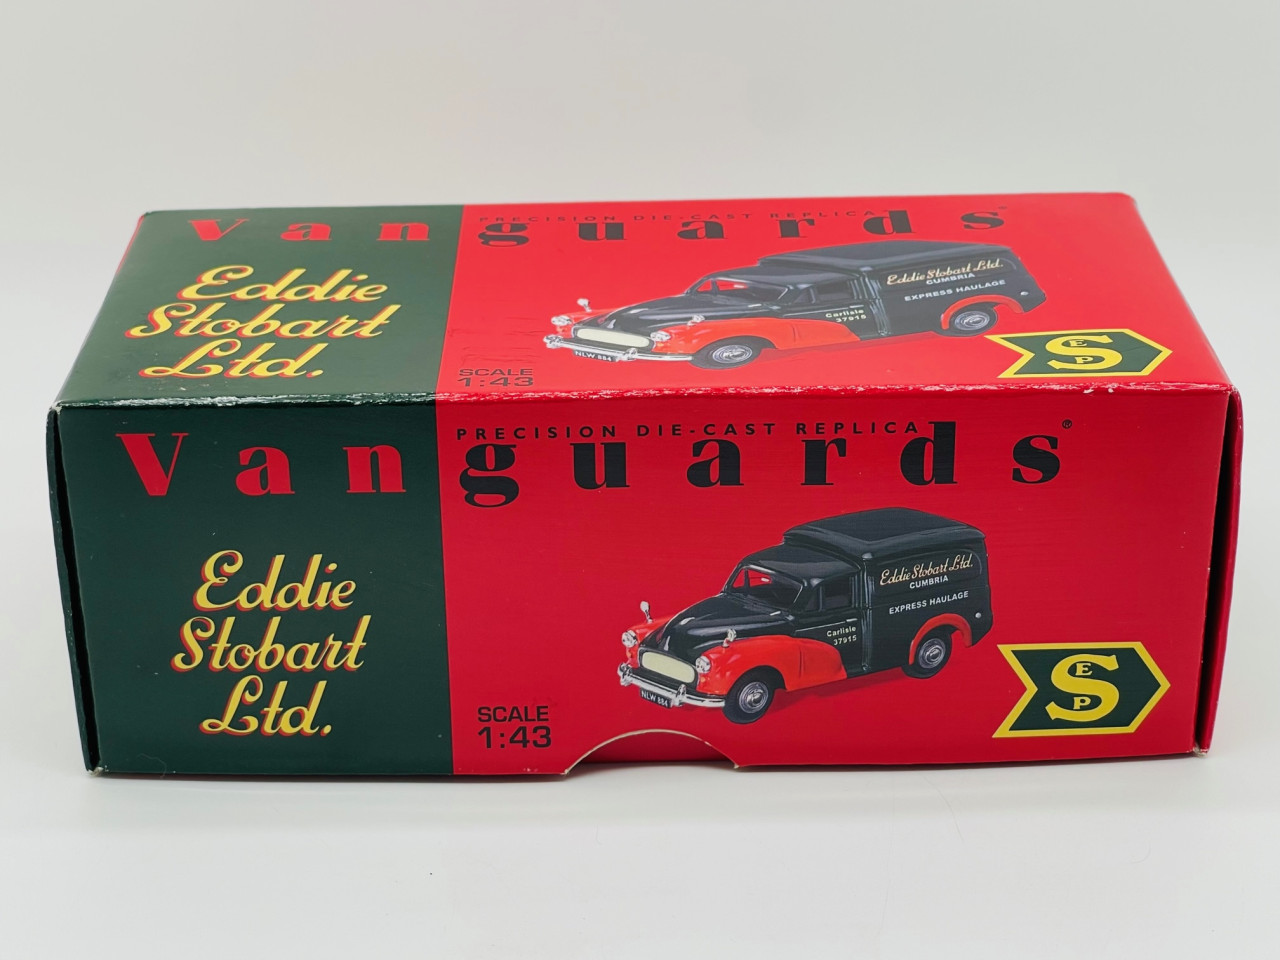 PRECISION DIE-CAST REPLICA
Vanguards
Eddie
Stobart
Ltd.
Eddie Stobart Ltd.
CUMBRIA
EXPRESS HAULAGE
Carlisle
37915
NLW 884
SCALE
1:43
E
S
P
PRECISION DIE-CAST REPLICA
Vanguards®
Eddie
Stobart
Ltd.
Eddie Stobart Ltd.
CUMBRIA
EXPRESS HAULAGE
Carlisle
37915
NLW 884
SCALE
1:43
E
S
P